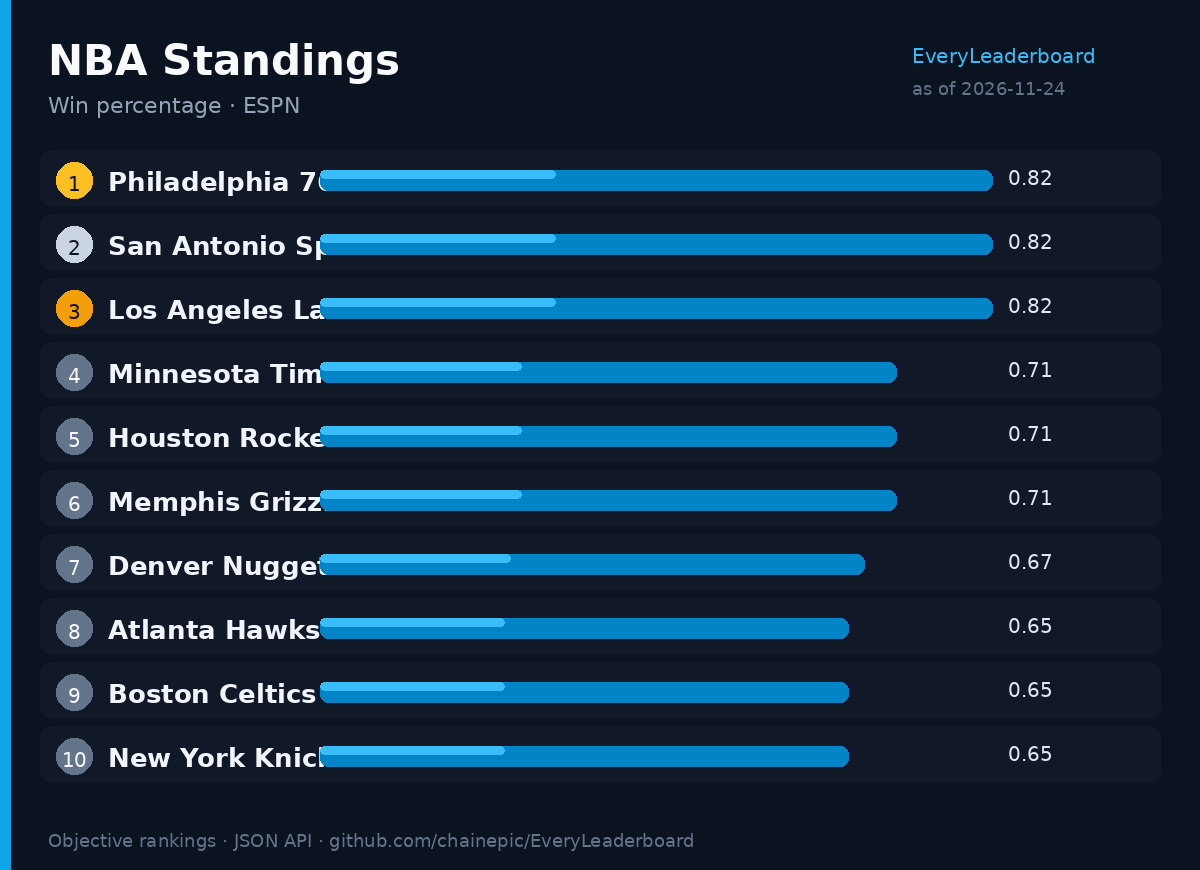 NBA Standings
Win percentage · ESPN
EveryLeaderboard
as of 2026-11-24
1 Philadelphia 7 0.82
2 San Antonio Sp 0.82
3 Los Angeles La 0.82
4 Minnesota Tim 0.71
5 Houston Rocke 0.71
6 Memphis Grizz 0.71
7 Denver Nugget 0.67
8 Atlanta Hawks 0.65
9 Boston Celtics 0.65
10 New York Knic 0.65
Objective rankings · JSON API · github.com/chainepic/EveryLeaderboard